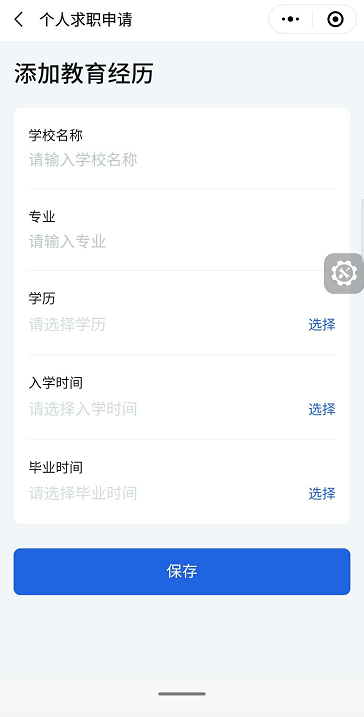 个人求职申请
添加教育经历
学校名称
请输入学校名称
专业
请输入专业
学历
请选择学历
选择
入学时间
请选择入学时间
选择
毕业时间
请选择毕业时间
选择
保存